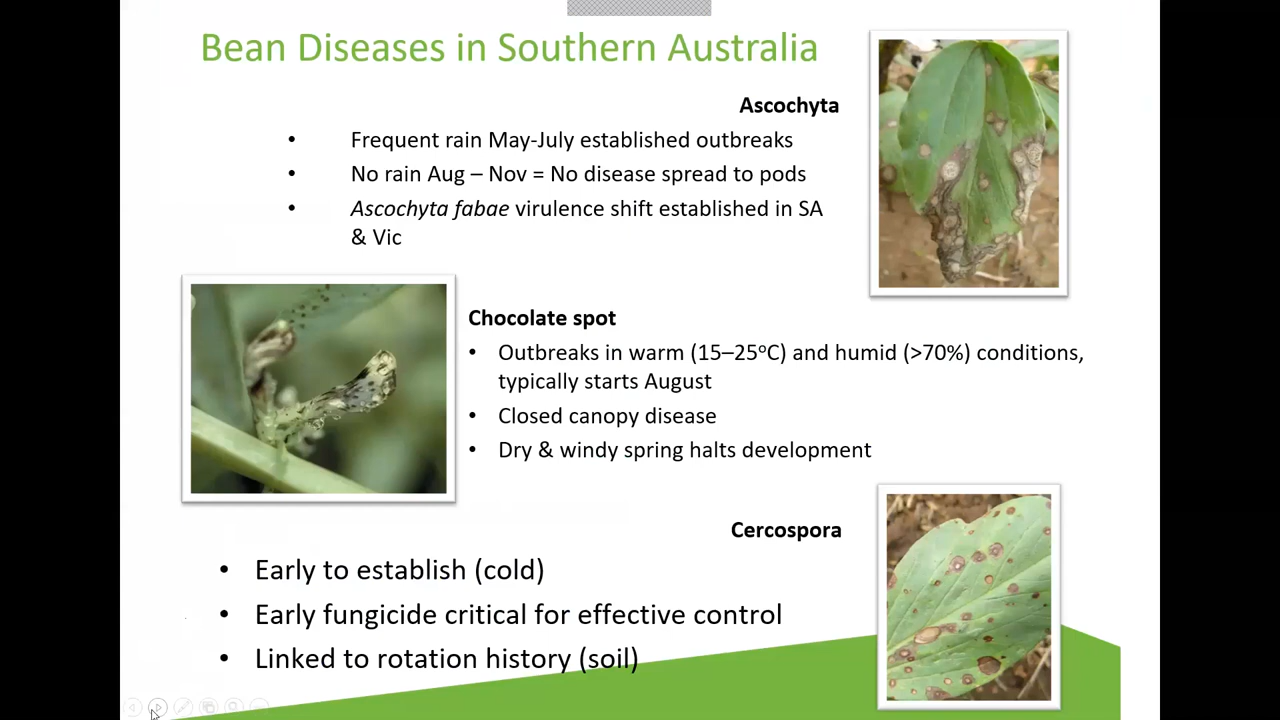 Bean Diseases in Southern Australia
Ascochyta
• Frequent rain May-July established outbreaks
• No rain Aug – Nov = No disease spread to pods
• Ascochyta fabae virulence shift established in SA
& Vic
Chocolate spot
• Outbreaks in warm (15–25ºC) and humid (>70%) conditions,
typically starts August
• Closed canopy disease
• Dry & windy spring halts development
Cercospora
• Early to establish (cold)
• Early fungicide critical for effective control
• Linked to rotation history (soil)